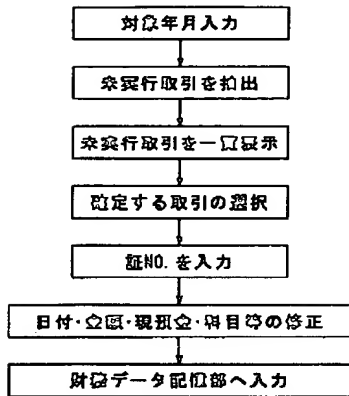 対象年月入力
未実行取引を抽出
未実行取引を一覧表示
確定する取引の選択
証NO.を入力
日付・金額・現預金・科目等の修正
財務データ記憶部へ入力